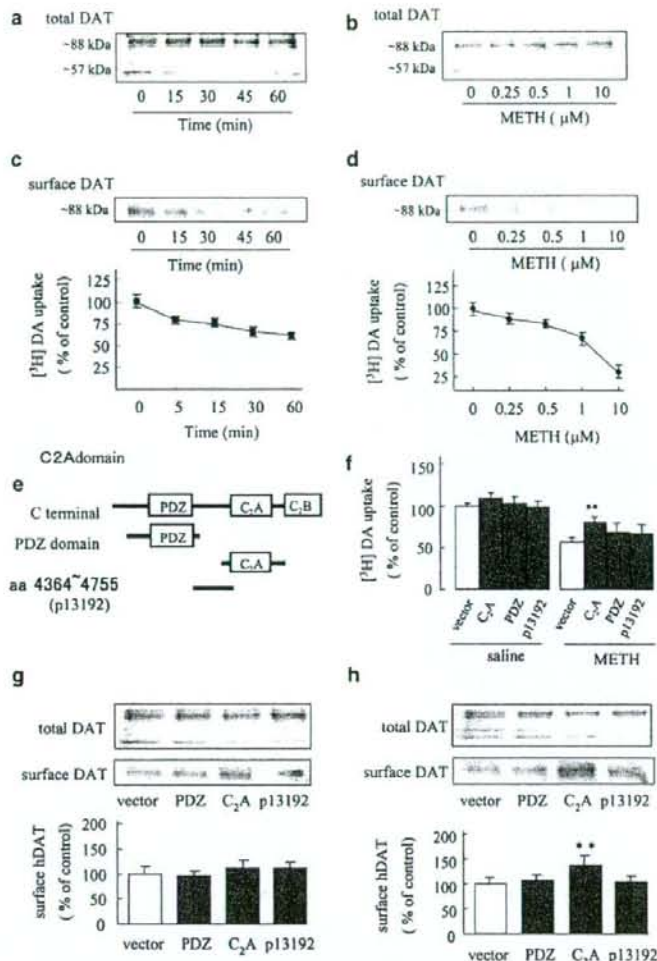 a
total DAT
~88 kDa
~57 kDa
0 15 30 45 60
Time (min)
b
total DAT
~88 kDa
~57 kDa
0 0.25 0.5 1 10
METH ( μM)
c
surface DAT
~88 kDa
0 15 30 45 60
Time (min)
[³H] DA uptake
( % of control)
125
100
75
50
25
0 5 15 30 60
Time (min)
d
surface DAT
~88 kDa
0 0.25 0.5 1 10
METH ( μM)
[³H] DA uptake
( % of control)
125
100
75
50
25
0 0.25 0.5 1 10
METH (μM)
C2Adomain
e
C terminal
PDZ
C₂A
C₂B
PDZ domain
PDZ
C₂A
aa 4364~4755
(p13192)
f
[³H] DA uptake
( % of control)
150
100
50
0
**
vector C₂A PDZ p13192
vector C₂A PDZ p13192
saline
METH
g
total DAT
surface DAT
vector PDZ C₂A p13192
surface hDAT
( % of control)
200
150
100
50
0
vector PDZ C₂A p13192
h
total DAT
surface DAT
vector PDZ C₂A p13192
surface hDAT
( % of control)
200
150
100
50
0
**
vector PDZ C₂A p13192